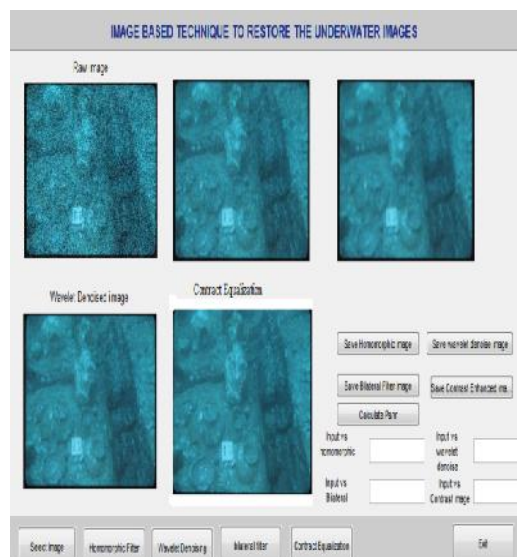 IMAGE BASED TECHNIQUE TO RESTORE THE UNDERWATER IMAGES
Raw image
Wavelet Denoised image
Contract Equalization
Save Homomorphic image
Save wavelet denoise image
Save Bilateral Filter image
Save Contrast Enhanced ima...
Calculate Psnr
Input vs
homomorphic
Input vs
wavelet
denoise
Input vs
Bilateral
Input vs
Contrast image
Select Image
Homomorphic Filter
Wavelet Denoising
Bilateral filter
Contract Equalization
Exit